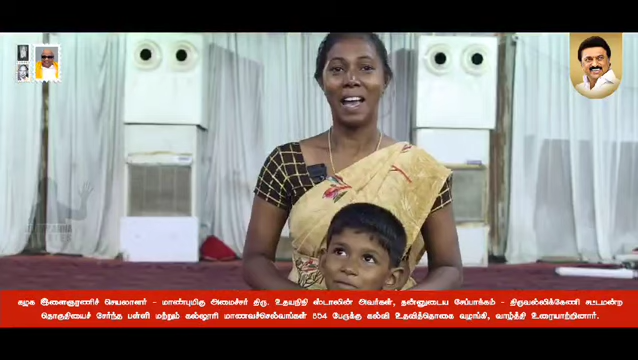 கழக இளைஞரணிச் செயலாளர் - மாண்புமிகு அமைச்சர் திரு. உதயநிதி ஸ்டாலின் அவர்கள், தன்னுடைய சேப்பாக்கம் - திருவல்லிக்கேணி சட்டமன்ற
தொகுதியைச் சேர்ந்த பள்ளி மற்றும் கல்லூரி மாணவச்செல்வங்கள் 554 பேருக்கு கல்வி உதவித்தொகை வழங்கி, வாழ்த்தி உரையாற்றினார்.